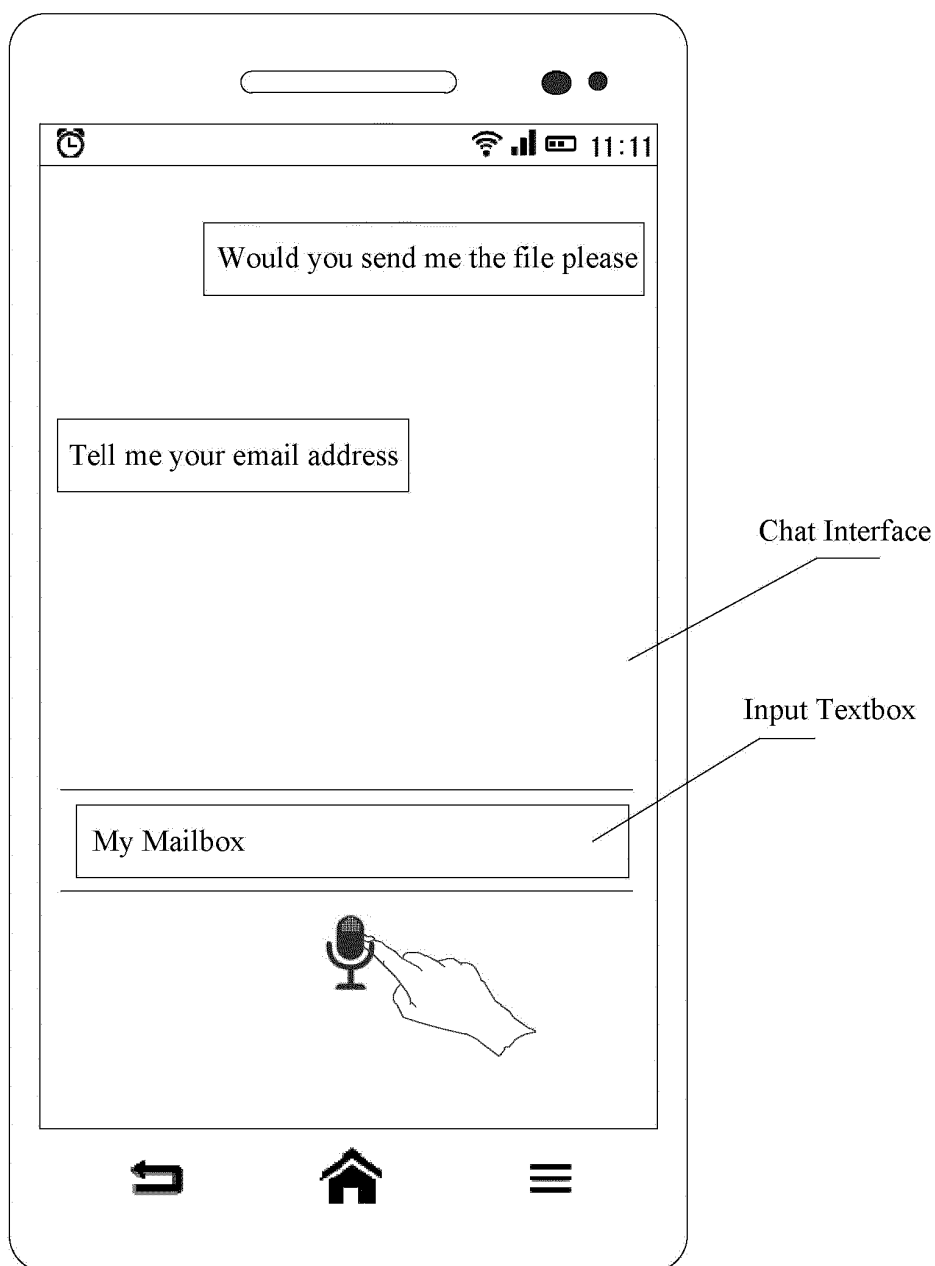 11:11
Would you send me the file please
Tell me your email address
Chat Interface
Input Textbox
My Mailbox